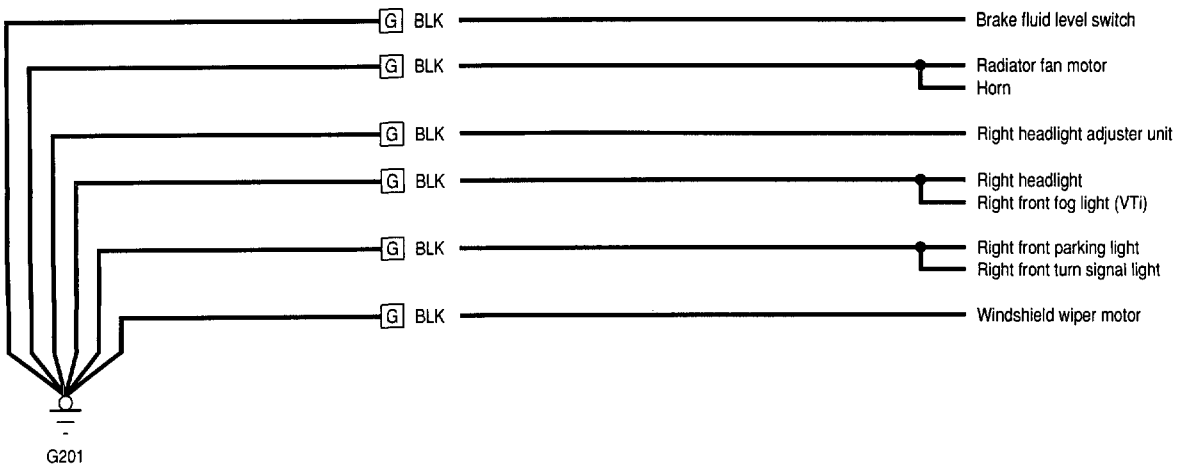 G BLK Brake fluid level switch
G BLK Radiator fan motor
Horn
G BLK Right headlight adjuster unit
G BLK Right headlight
Right front fog light (VTi)
G BLK Right front parking light
Right front turn signal light
G BLK Windshield wiper motor
G201